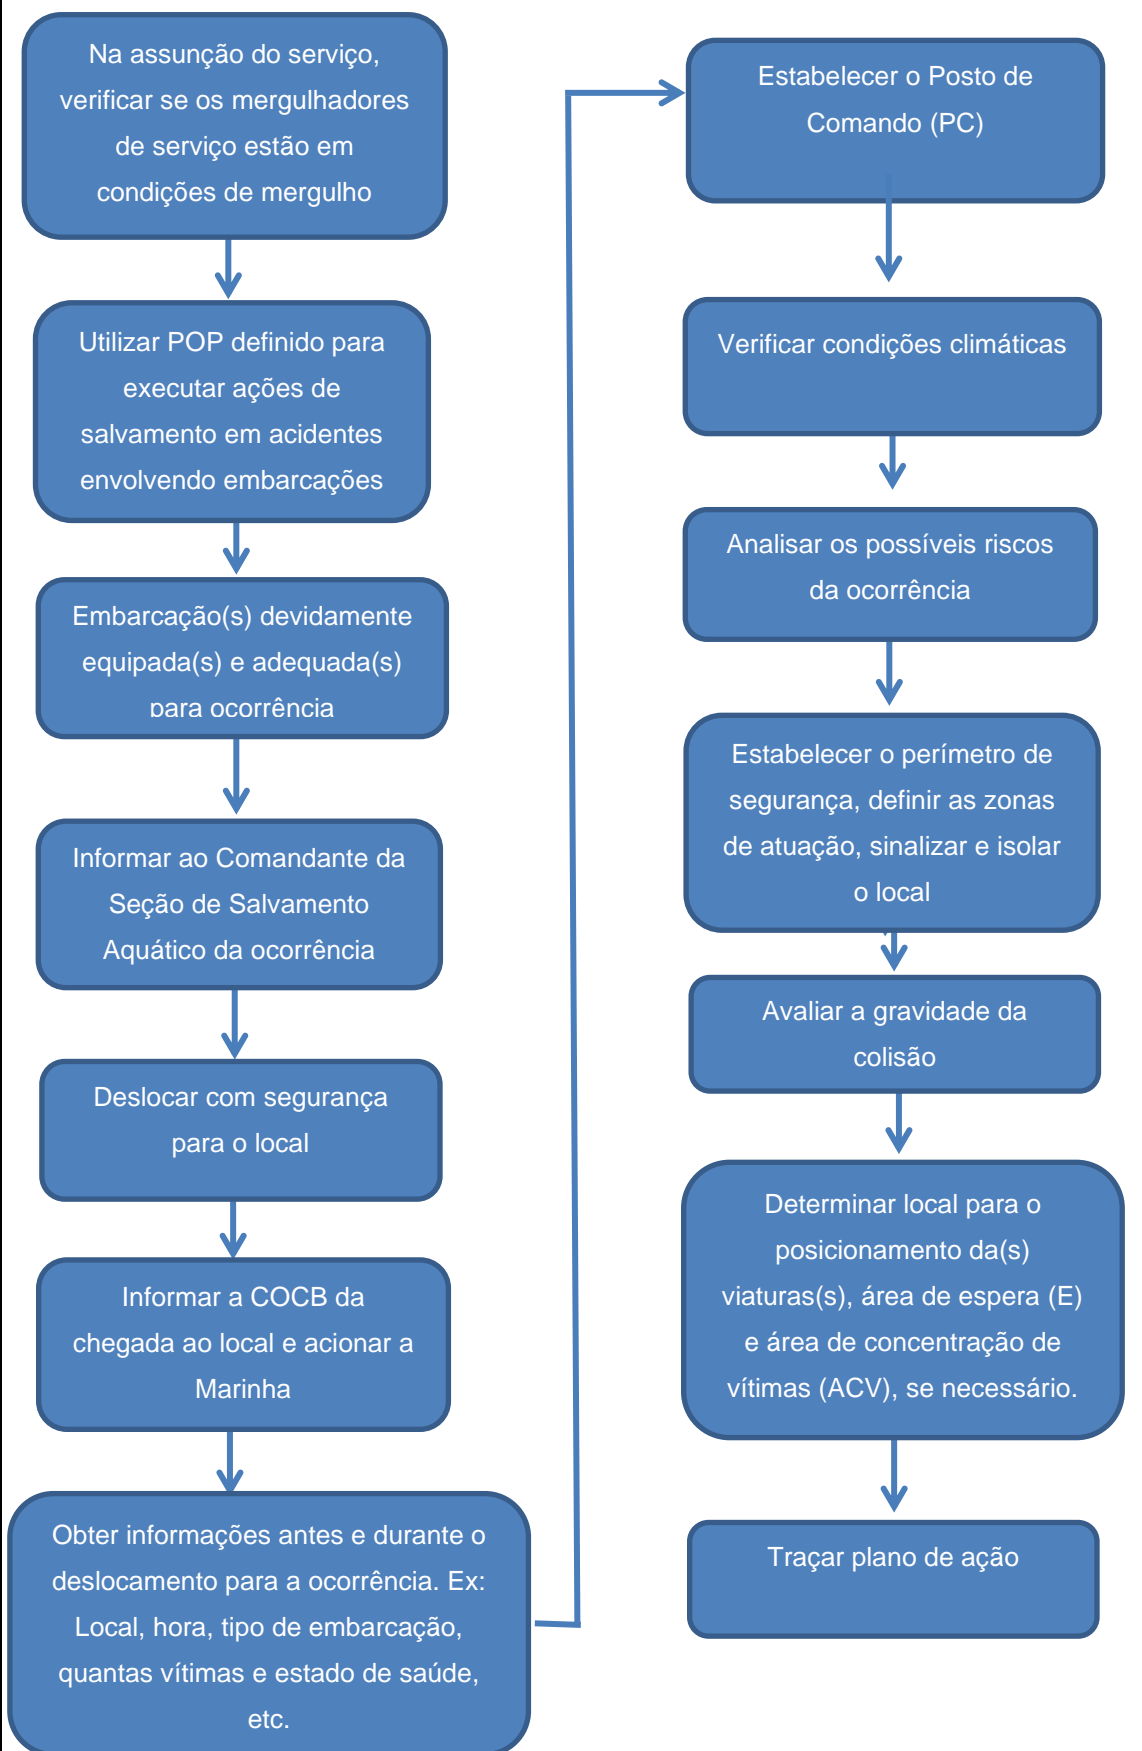 Na assunção do serviço,
verificar se os mergulhadores
de serviço estão em
condições de mergulho
Utilizar POP definido para
executar ações de
salvamento em acidentes
envolvendo embarcações
Embarcação(s) devidamente
equipada(s) e adequada(s)
para ocorrência
Informar ao Comandante da
Seção de Salvamento
Aquático da ocorrência
Deslocar com segurança
para o local
Informar a COCB da
chegada ao local e acionar a
Marinha
Obter informações antes e durante o
deslocamento para a ocorrência. Ex:
Local, hora, tipo de embarcação,
quantas vítimas e estado de saúde,
etc.
Estabelecer o Posto de
Comando (PC)
Verificar condições climáticas
Analisar os possíveis riscos
da ocorrência
Estabelecer o perímetro de
segurança, definir as zonas
de atuação, sinalizar e isolar
o local
Avaliar a gravidade da
colisão
Determinar local para o
posicionamento da(s)
viaturas(s), área de espera (E)
e área de concentração de
vítimas (ACV), se necessário.
Traçar plano de ação